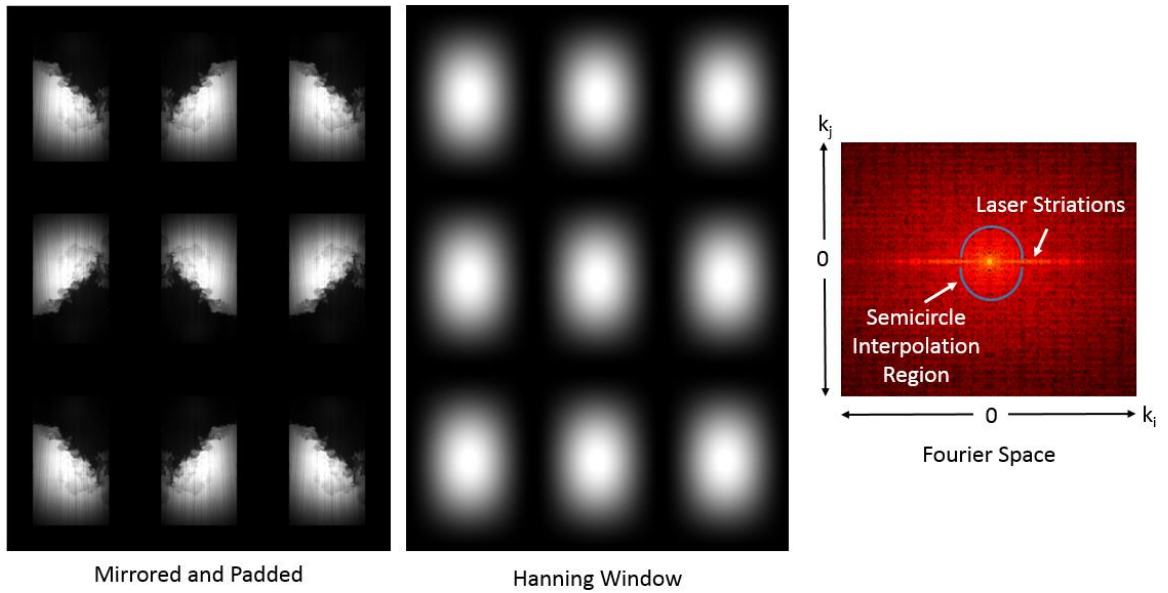 Mirrored and Padded
Hanning Window
kj
0
Laser Striations
Semicircle
Interpolation
Region
0
ki
Fourier Space